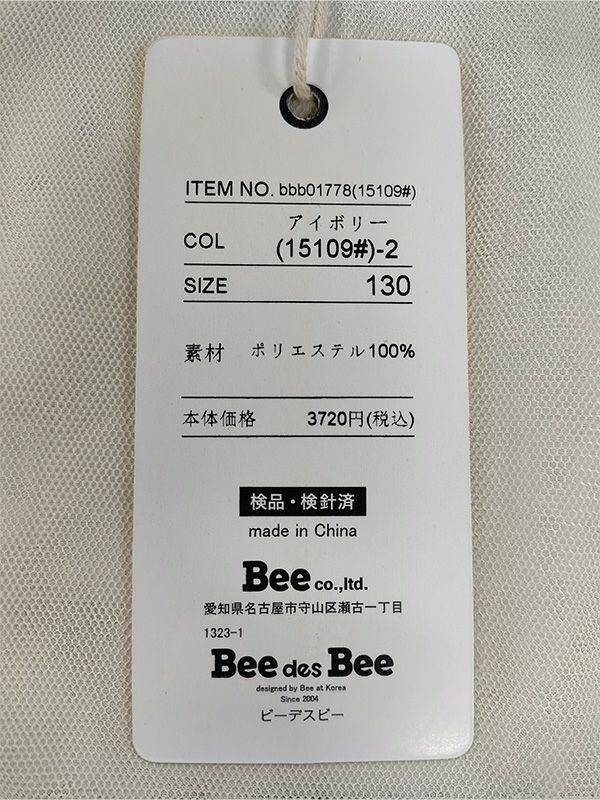 ITEM NO. bbb01778(15109#)
アイボリー
COL (15109#)-2
SIZE 130
素材 ポリエステル100%
本体価格 3720円(税込)
検品・検針済
made in China
Bee co.,ltd.
愛知県名古屋市守山区瀬古一丁目
1323-1
Bee des Bee
designed by Bee at Korea
Since 2004
ビーデスビー